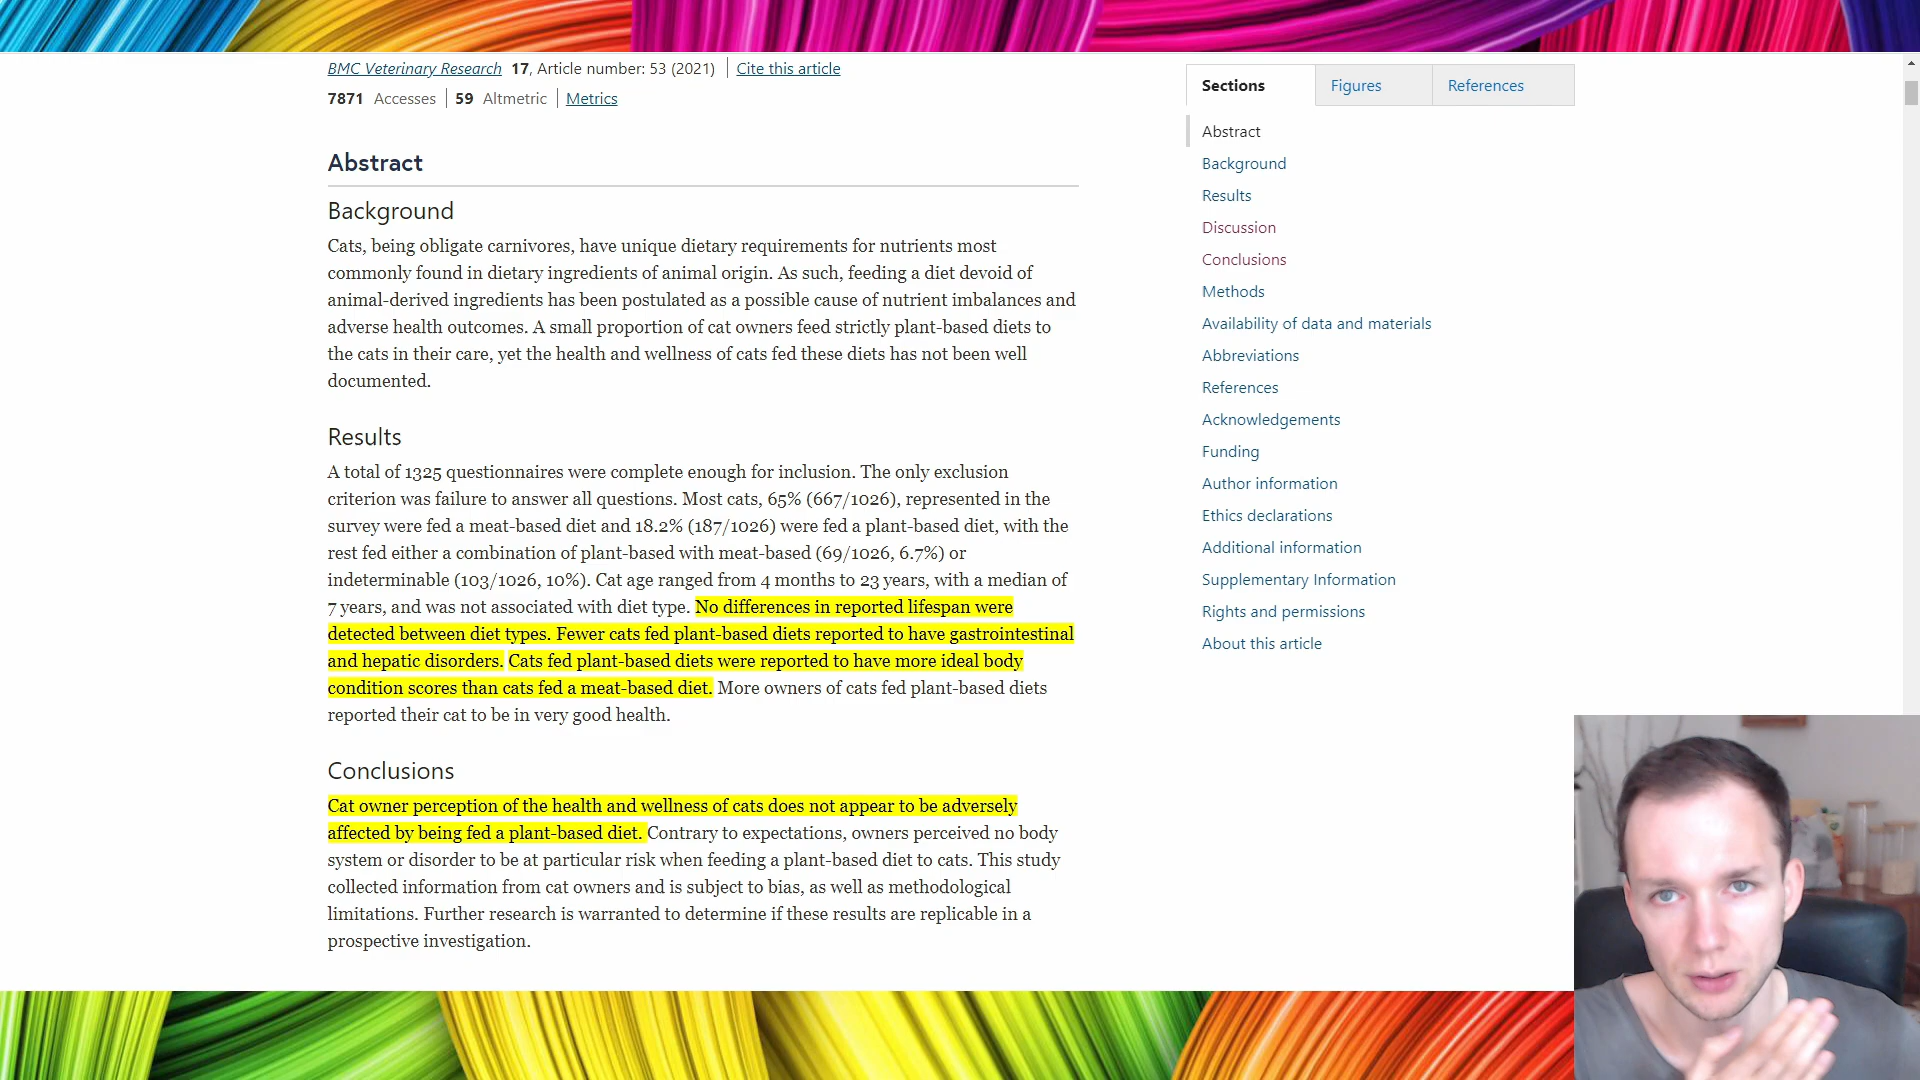 BMC Veterinary Research 17, Article number: 53 (2021) Cite this article
7871 Accesses 59 Altmetric Metrics
Abstract
Background
Cats, being obligate carnivores, have unique dietary requirements for nutrients most
commonly found in dietary ingredients of animal origin. As such, feeding a diet devoid of
animal-derived ingredients has been postulated as a possible cause of nutrient imbalances and
adverse health outcomes. A small proportion of cat owners feed strictly plant-based diets to
the cats in their care, yet the health and wellness of cats fed these diets has not been well
documented.
Results
A total of 1325 questionnaires were complete enough for inclusion. The only exclusion
criterion was failure to answer all questions. Most cats, 65% (667/1026), represented in the
survey were fed a meat-based diet and 18.2% (187/1026) were fed a plant-based diet, with the
rest fed either a combination of plant-based with meat-based (69/1026, 6.7%) or
indeterminable (103/1026, 10%). Cat age ranged from 4 months to 23 years, with a median of
7 years, and was not associated with diet type. No differences in reported lifespan were
detected between diet types. Fewer cats fed plant-based diets reported to have gastrointestinal
and hepatic disorders. Cats fed plant-based diets were reported to have more ideal body
condition scores than cats fed a meat-based diet. More owners of cats fed plant-based diets
reported their cat to be in very good health.
Conclusions
Cat owner perception of the health and wellness of cats does not appear to be adversely
affected by being fed a plant-based diet. Contrary to expectations, owners perceived no body
system or disorder to be at particular risk when feeding a plant-based diet to cats. This study
collected information from cat owners and is subject to bias, as well as methodological
limitations. Further research is warranted to determine if these results are replicable in a
prospective investigation.
Sections Figures References
Abstract
Background
Results
Discussion
Conclusions
Methods
Availability of data and materials
Abbreviations
References
Acknowledgements
Funding
Author information
Ethics declarations
Additional information
Supplementary Information
Rights and permissions
About this article